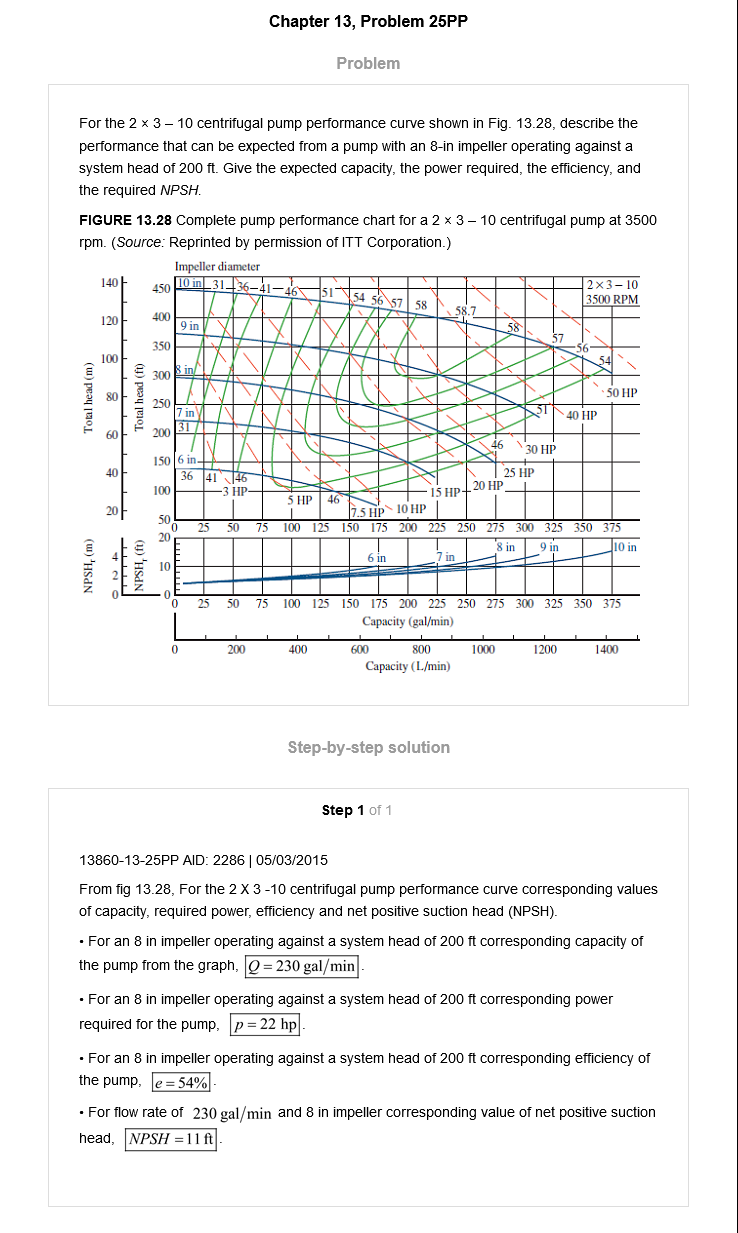 Chapter 13, Problem 25PP
Problem
For the 2 × 3 – 10 centrifugal pump performance curve shown in Fig. 13.28, describe the
performance that can be expected from a pump with an 8-in impeller operating against a
system head of 200 ft. Give the expected capacity, the power required, the efficiency, and
the required NPSH.
FIGURE 13.28 Complete pump performance chart for a 2 × 3 – 10 centrifugal pump at 3500
rpm. (Source: Reprinted by permission of ITT Corporation.)
Impeller diameter
140
120
100
80
60
40
20
Total head (m)
450
400
350
300
250
200
150
100
50
Total head (ft)
10 in 31 36 41 46 51 54 56 57 58 58.7
2 × 3 – 10
3500 RPM
9 in
58
57
56
54
8 in
50 HP
7 in
51
40 HP
31
46
30 HP
6 in
25 HP
36 41 46
3 HP
15 HP
20 HP
5 HP
46
7.5 HP
10 HP
0 25 50 75 100 125 150 175 200 225 250 275 300 325 350 375
NPSHr (m)
4
2
0
NPSHr (ft)
20
10
0
6 in
7 in
8 in
9 in
10 in
0 25 50 75 100 125 150 175 200 225 250 275 300 325 350 375
Capacity (gal/min)
0 200 400 600 800 1000 1200 1400
Capacity (L/min)
Step-by-step solution
Step 1 of 1
13860-13-25PP AID: 2286 | 05/03/2015
From fig 13.28, For the 2 X 3 -10 centrifugal pump performance curve corresponding values
of capacity, required power, efficiency and net positive suction head (NPSH).
• For an 8 in impeller operating against a system head of 200 ft corresponding capacity of
the pump from the graph, Q = 230 gal/min.
• For an 8 in impeller operating against a system head of 200 ft corresponding power
required for the pump, p = 22 hp.
• For an 8 in impeller operating against a system head of 200 ft corresponding efficiency of
the pump, e = 54%.
• For flow rate of 230 gal/min and 8 in impeller corresponding value of net positive suction
head, NPSH = 11 ft.